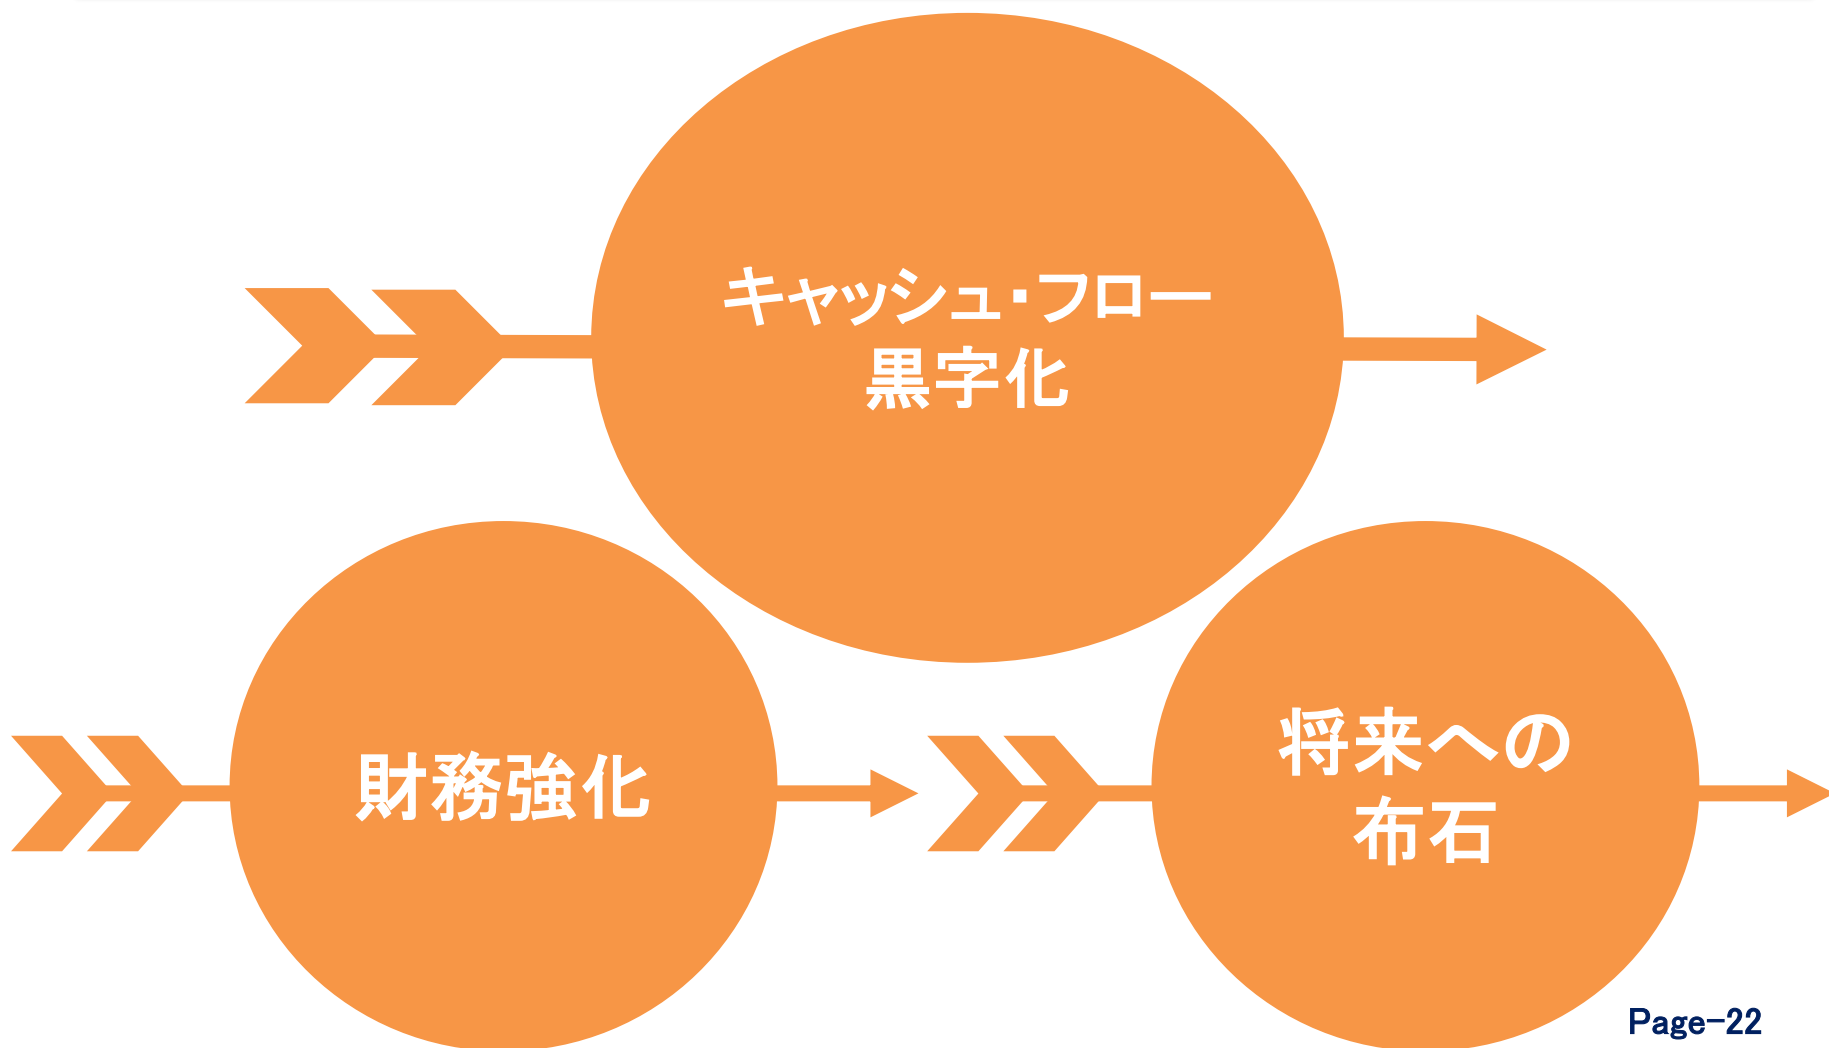 キャッシュ・フロー
黒字化
財務強化
将来への
布石
Page-22